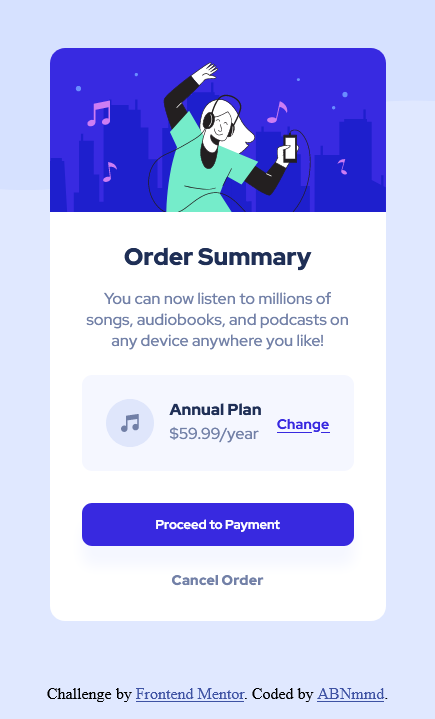 Order Summary
You can now listen to millions of
songs, audiobooks, and podcasts on
any device anywhere you like!
Annual Plan
$59.99/year
Change
Proceed to Payment
Cancel Order
Challenge by Frontend Mentor. Coded by ABNmmd.